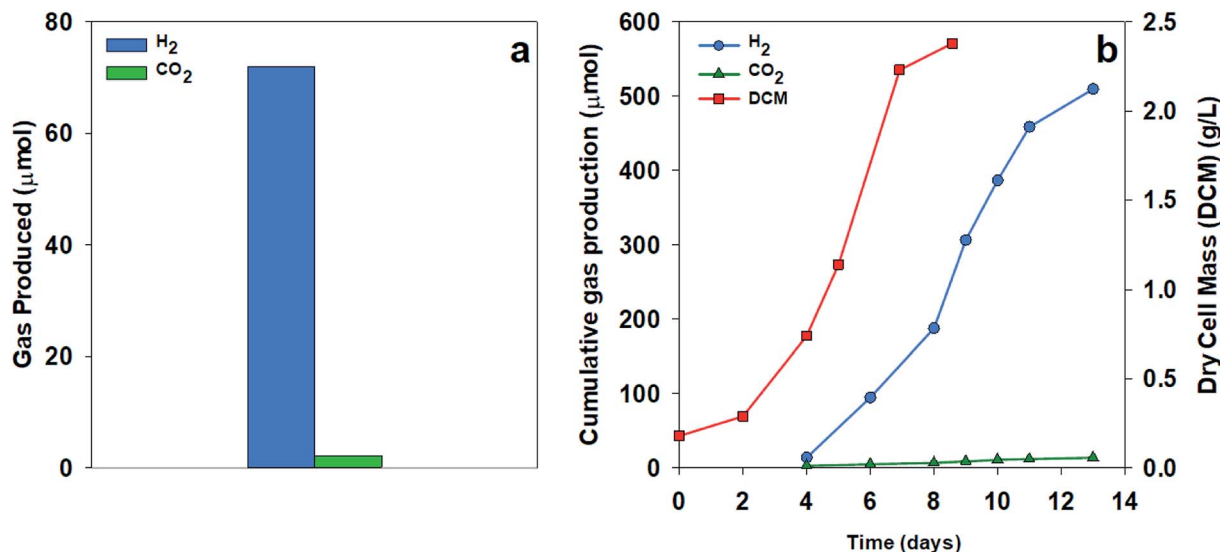 a
H2
CO2
Gas Produced (μmol)
80
60
40
20
0
b
H2
CO2
DCM
Cumulative gas production (μmol)
600
500
400
300
200
100
0
Dry Cell Mass (DCM) (g/L)
2.5
2.0
1.5
1.0
0.5
0.0
0 2 4 6 8 10 12 14
Time (days)